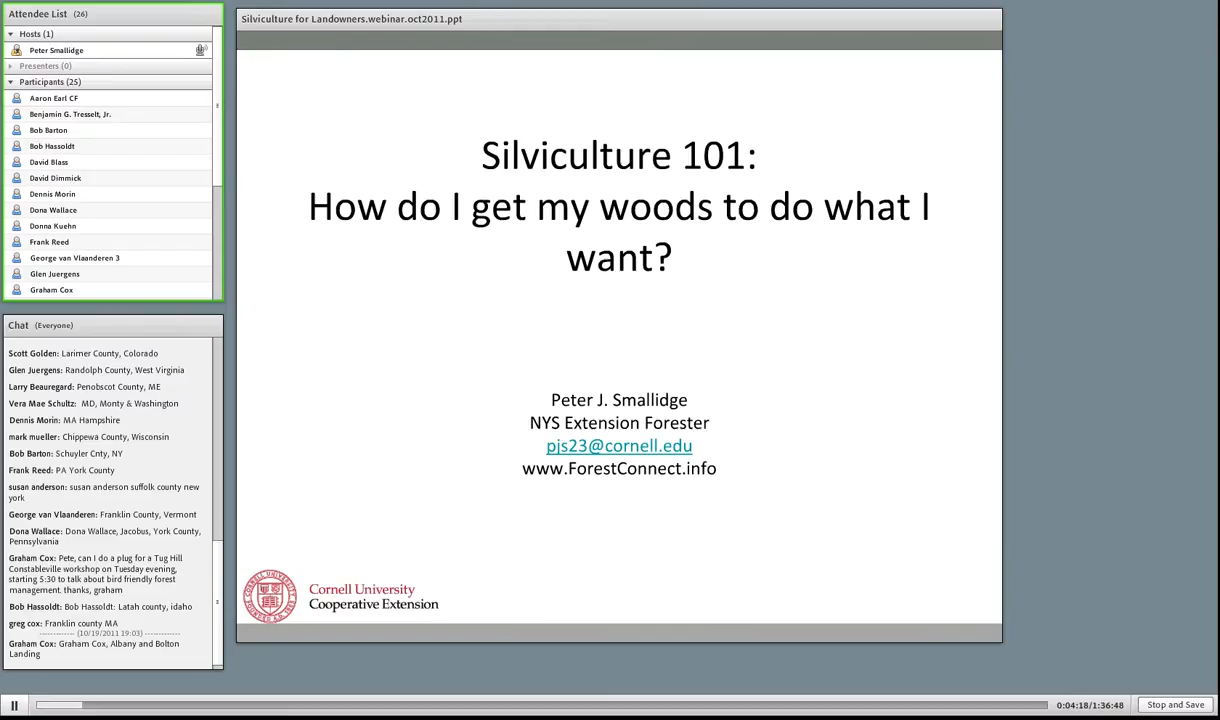 Attendee List (26)
Hosts (1)
Peter Smallidge
Presenters (0)
Participants (25)
Aaron Earl CF
Benjamin G. Tresselt, Jr.
Bob Barton
Bob Hassoldt
David Blass
David Dimmick
Dennis Morin
Dona Wallace
Donna Kuehn
Frank Reed
George van Vlaanderen 3
Glen Juergens
Graham Cox
Chat (Everyone)
Scott Golden: Larimer County, Colorado
Glen Juergens: Randolph County, West Virginia
Larry Beauregard: Penobscot County, ME
Vera Mae Schultz: MD, Monty & Washington
Dennis Morin: MA Hampshire
mark mueller: Chippewa County, Wisconsin
Bob Barton: Schuyler Cnty, NY
Frank Reed: PA York County
susan anderson: susan anderson suffolk county new
york
George van Vlaanderen: Franklin County, Vermont
Dona Wallace: Dona Wallace, Jacobus, York County,
Pennsylvania
Graham Cox: Pete, can I do a plug for a Tug Hill
Constableville workshop on Tuesday evening,
starting 5:30 to talk about bird friendly forest
management. thanks, graham
Bob Hassoldt: Bob Hassoldt: Latah county, idaho
greg cox: Franklin county MA
------------ (10/19/2011 19:03) ------------
Graham Cox: Graham Cox, Albany and Bolton
Landing
Silviculture for Landowners.webinar.oct2011.ppt
Silviculture 101:
How do I get my woods to do what I
want?
Peter J. Smallidge
NYS Extension Forester
pjs23@cornell.edu
www.ForestConnect.info
Cornell University
Cooperative Extension
0:04:18/1:36:48
Stop and Save